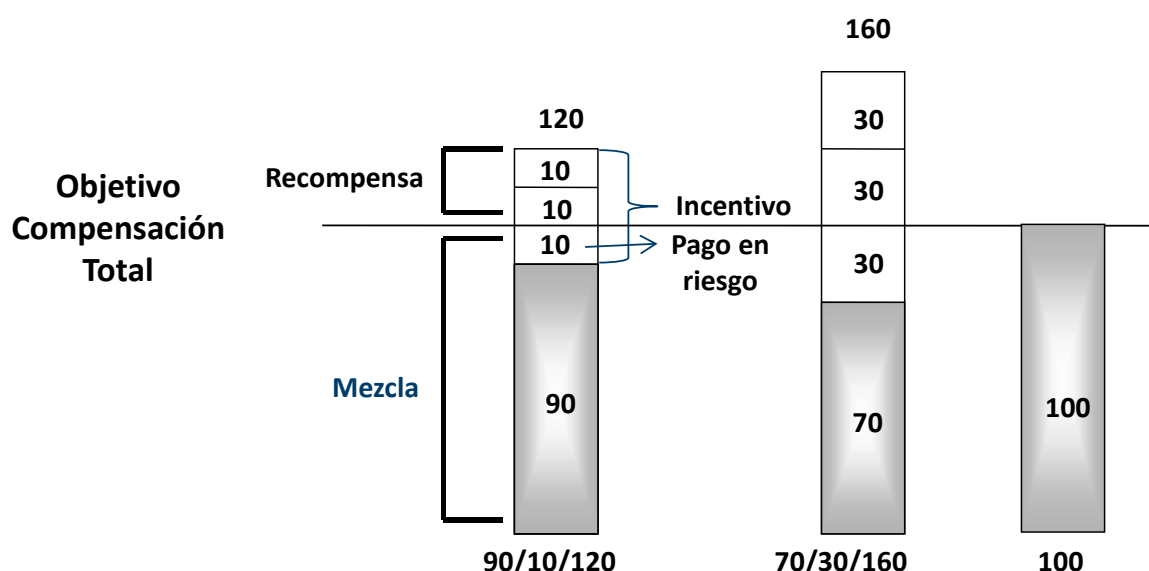 160
120
30
Objetivo
Compensación
Total
Recompensa
10
10
10
Incentivo
Pago en
riesgo
30
30
Mezcla
90
70
100
90/10/120
70/30/160
100